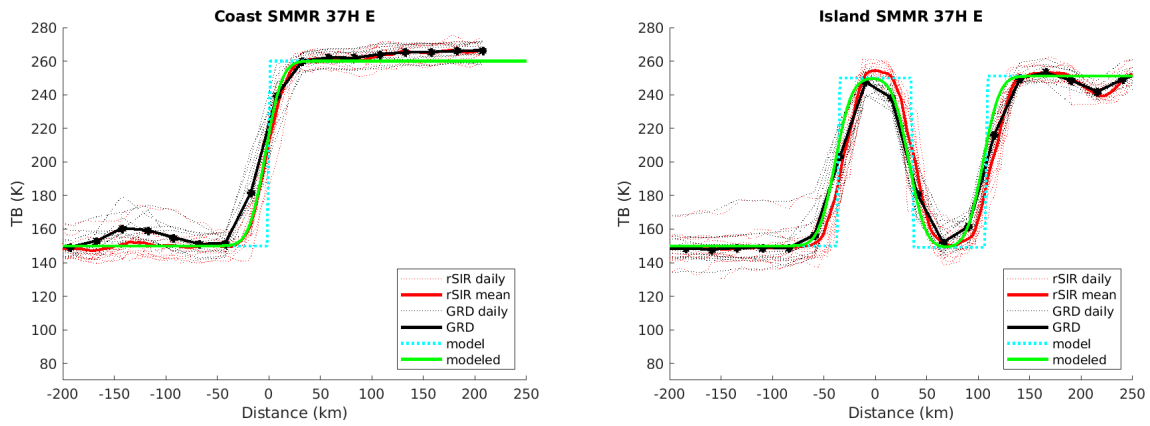 Coast SMMR 37H E
280
260
240
220
200
180
160
140
120
100
80
TB (K)
-200 -150 -100 -50 0 50 100 150 200 250
Distance (km)
rSIR daily
rSIR mean
GRD daily
GRD
model
modeled
Island SMMR 37H E
280
260
240
220
200
180
160
140
120
100
80
TB (K)
-200 -150 -100 -50 0 50 100 150 200 250
Distance (km)
rSIR daily
rSIR mean
GRD daily
GRD
model
modeled